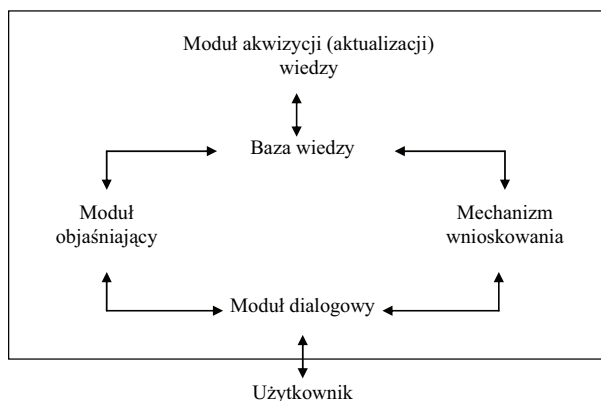 Moduł akwizycji (aktualizacji)
wiedzy
Baza wiedzy
Moduł
objaśniający
Mechanizm
wnioskowania
Moduł dialogowy
Użytkownik